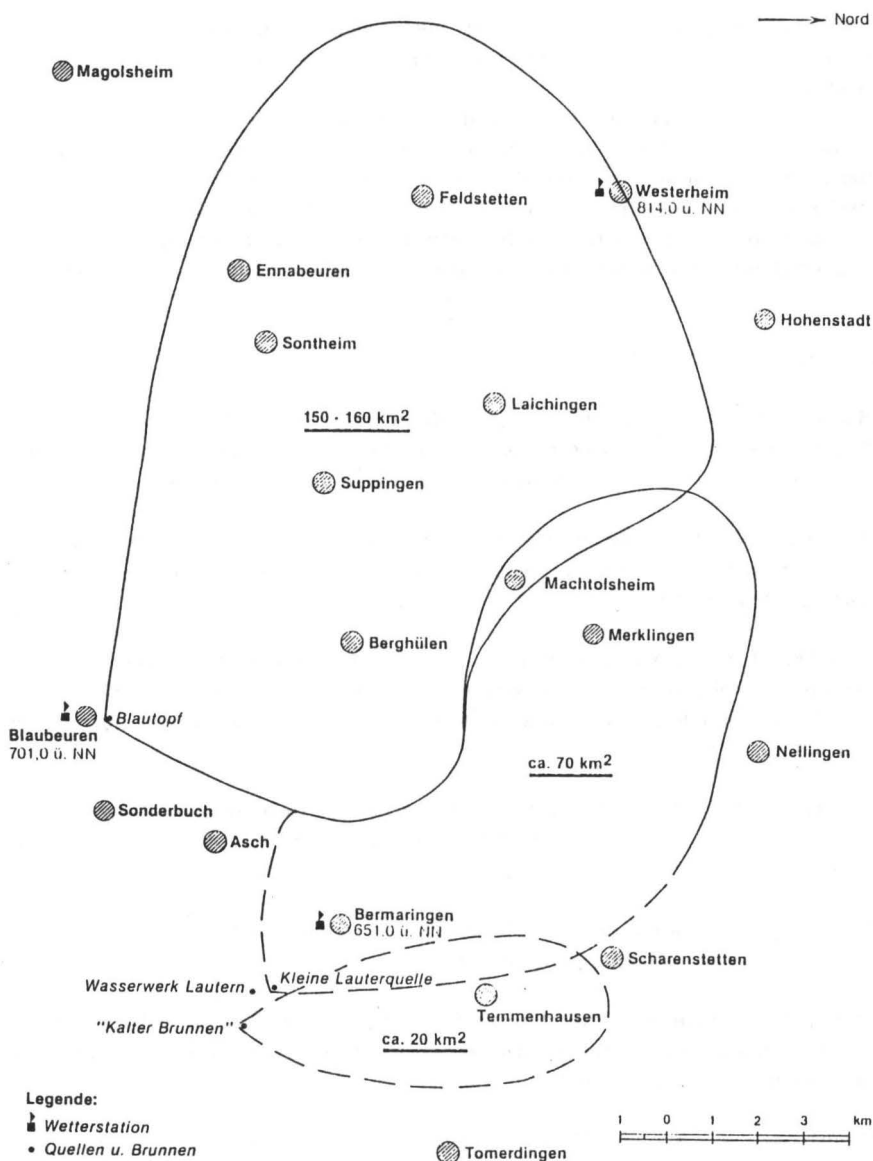 Nord
Magolsheim
Feldstetten
Westerheim
814,0 ü. NN
Ennabeuren
Hohenstadt
Sontheim
Laichingen
150 - 160 km²
Suppingen
Machtolsheim
Merklingen
Berghülen
Blautopf
Blaubeuren
701,0 ü. NN
Nellingen
ca. 70 km²
Sonderbuch
Asch
Bermaringen
651,0 ü. NN
Scharenstetten
Kleine Lauterquelle
Wasserwerk Lautern
Temmenhausen
"Kalter Brunnen"
ca. 20 km²
Legende:
Wetterstation
Quellen u. Brunnen
1 0 1 2 3 km
Tomerdingen